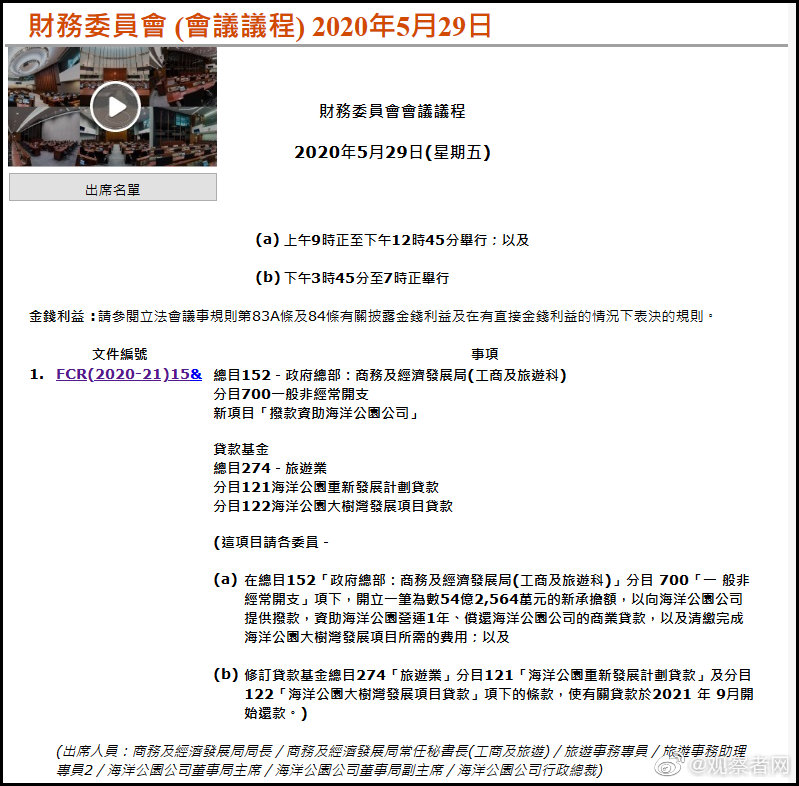 財務委員會 (會議議程) 2020年5月29日
出席名單
財務委員會會議議程
2020年5月29日(星期五)
(a) 上午9時正至下午12時45分舉行；以及
(b) 下午3時45分至7時正舉行
金錢利益：請參閱立法會議事規則第83A條及84條有關披露金錢利益及在有直接金錢利益的情況下表決的規則。
文件編號 事項
1. FCR(2020-21)15& 總目152 - 政府總部：商務及經濟發展局(工商及旅遊科)
分目700一般非經常開支
新項目「撥款資助海洋公園公司」
貸款基金
總目274 - 旅遊業
分目121海洋公園重新發展計劃貸款
分目122海洋公園大樹灣發展項目貸款
(這項目請各委員 -
(a) 在總目152「政府總部：商務及經濟發展局(工商及旅遊科)」分目 700「一 般非
經常開支」項下，開立一筆為數54億2,564萬元的新承擔額，以向海洋公園公司
提供撥款，資助海洋公園營運1年、償還海洋公園公司的商業貸款，以及清繳完成
海洋公園大樹灣發展項目所需的費用；以及
(b) 修訂貸款基金總目274「旅遊業」分目121「海洋公園重新發展計劃貸款」及分目
122「海洋公園大樹灣發展項目貸款」項下的條款，使有關貸款於2021 年 9月開
始還款。)
(出席人員：商務及經濟發展局局長 / 商務及經濟發展局常任秘書長(工商及旅遊) / 旅遊事務專員 / 旅遊事務助理
專員2 / 海洋公園公司董事局主席 / 海洋公園公司董事局副主席 / 海洋公園公司行政總裁)
@观察者网